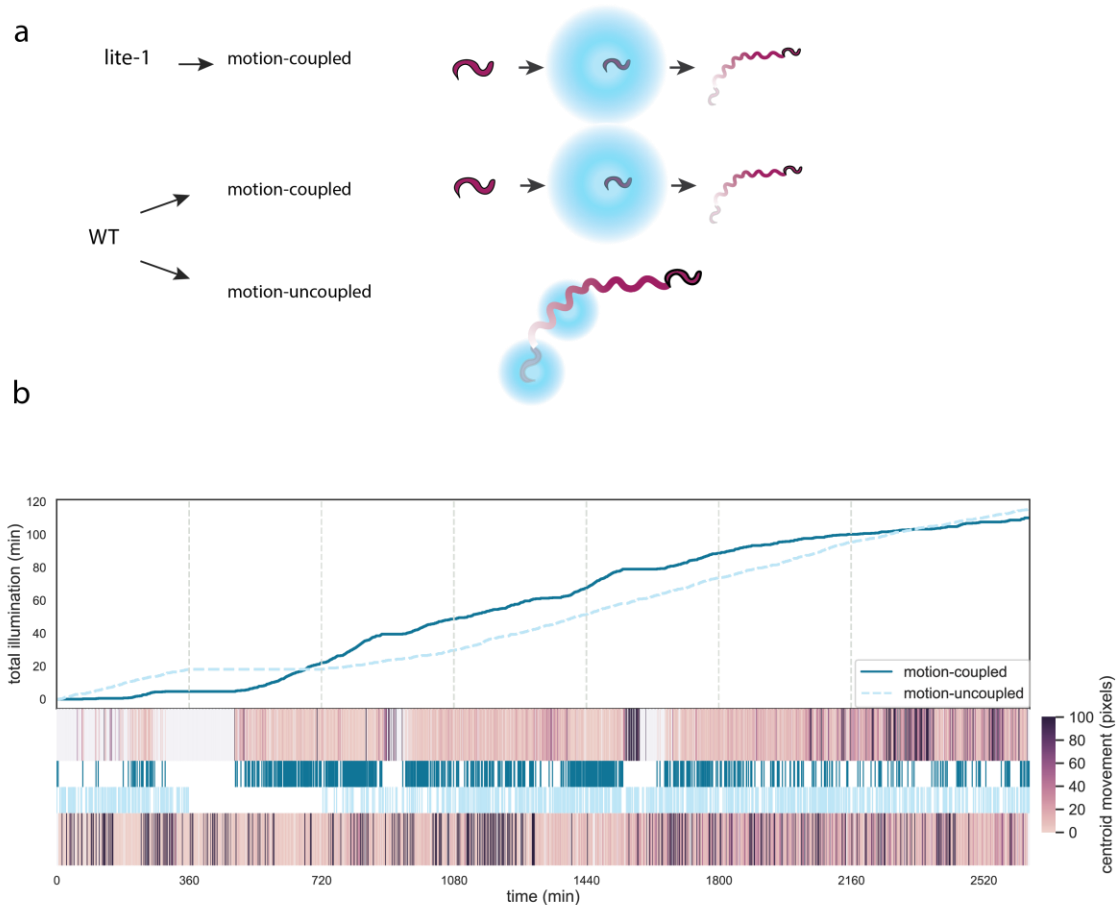 a
lite-1
motion-coupled
motion-coupled
WT
motion-uncoupled
b
120
100
80
60
40
20
0
total illumination (min)
motion-coupled
motion-uncoupled
100
80
60
40
20
0
centroid movement (pixels)
0 360 720 1080 1440 1800 2160 2520
time (min)